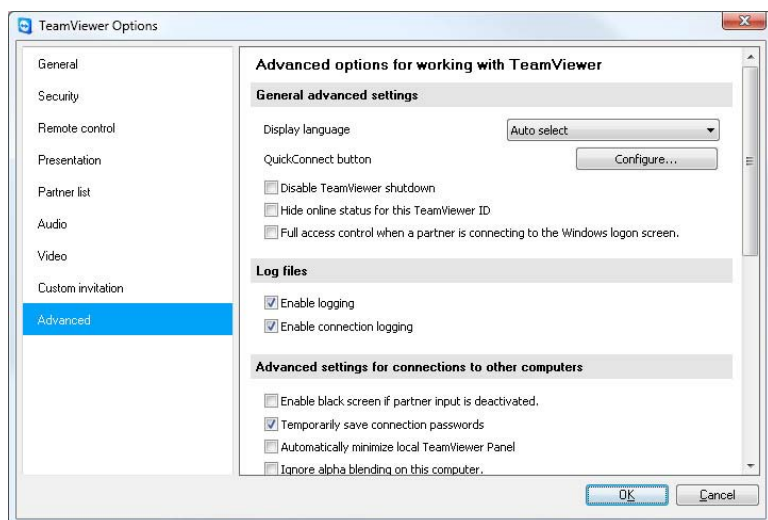 TeamViewer Options
General
Security
Remote control
Presentation
Partner list
Audio
Video
Custom invitation
Advanced
Advanced options for working with TeamViewer
General advanced settings
Display language Auto select
QuickConnect button Configure...
Disable TeamViewer shutdown
Hide online status for this TeamViewer ID
Full access control when a partner is connecting to the Windows logon screen.
Log files
Enable logging
Enable connection logging
Advanced settings for connections to other computers
Enable black screen if partner input is deactivated.
Temporarily save connection passwords
Automatically minimize local TeamViewer Panel
Ignore alpha blending on this computer.
OK Cancel